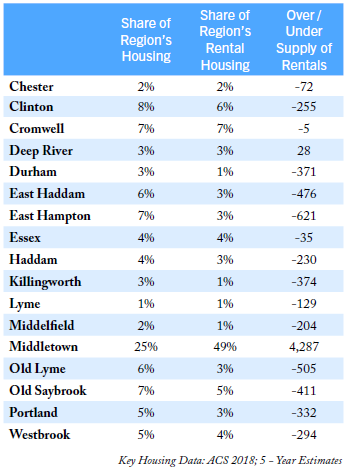 Share of Region's Housing
Share of Region's Rental Housing
Over / Under Supply of Rentals
Chester 2% 2% -72
Clinton 8% 6% -255
Cromwell 7% 7% -5
Deep River 3% 3% 28
Durham 3% 1% -371
East Haddam 6% 3% -476
East Hampton 7% 3% -621
Essex 4% 4% -35
Haddam 4% 3% -230
Killingworth 3% 1% -374
Lyme 1% 1% -129
Middelfield 2% 1% -204
Middletown 25% 49% 4,287
Old Lyme 6% 3% -505
Old Saybrook 7% 5% -411
Portland 5% 3% -332
Westbrook 5% 4% -294
Key Housing Data: ACS 2018; 5 – Year Estimates